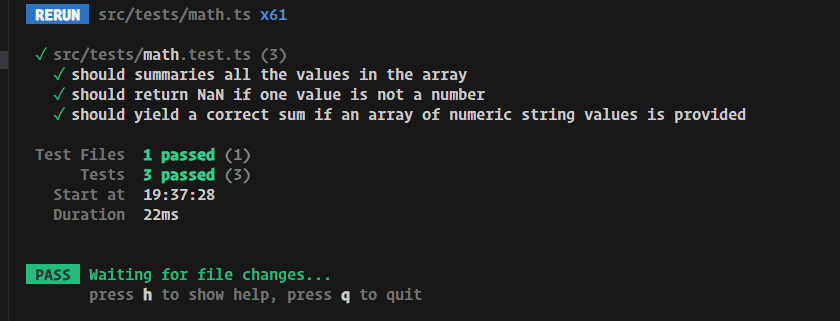 RERUN src/tests/math.ts x61
✓ src/tests/math.test.ts (3)
✓ should summaries all the values in the array
✓ should return NaN if one value is not a number
✓ should yield a correct sum if an array of numeric string values is provided
Test Files 1 passed (1)
Tests 3 passed (3)
Start at 19:37:28
Duration 22ms
PASS Waiting for file changes...
press h to show help, press q to quit